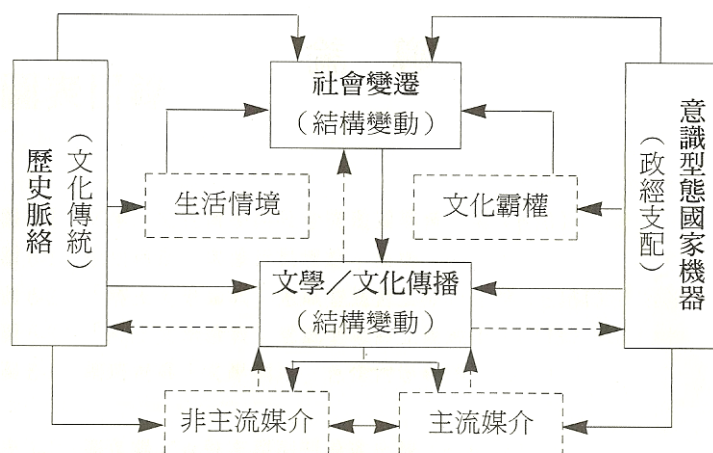 社會變遷
（結構變動）
歷史脈絡
（文化傳統）
意識型態國家機器
（政經支配）
生活情境
文化霸權
文學／文化傳播
（結構變動）
非主流媒介
主流媒介